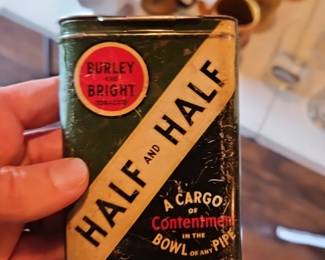 BURLEY
AND
BRIGHT
TOBACCO
HALF AND HALF
A CARGO
OF
Contentment
IN THE
BOWL OF ANY PIPE